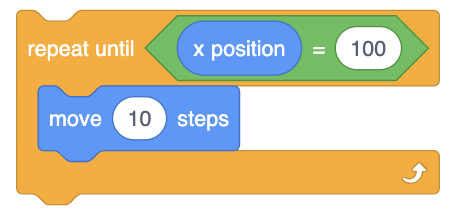 repeat until x position = 100
move 10 steps